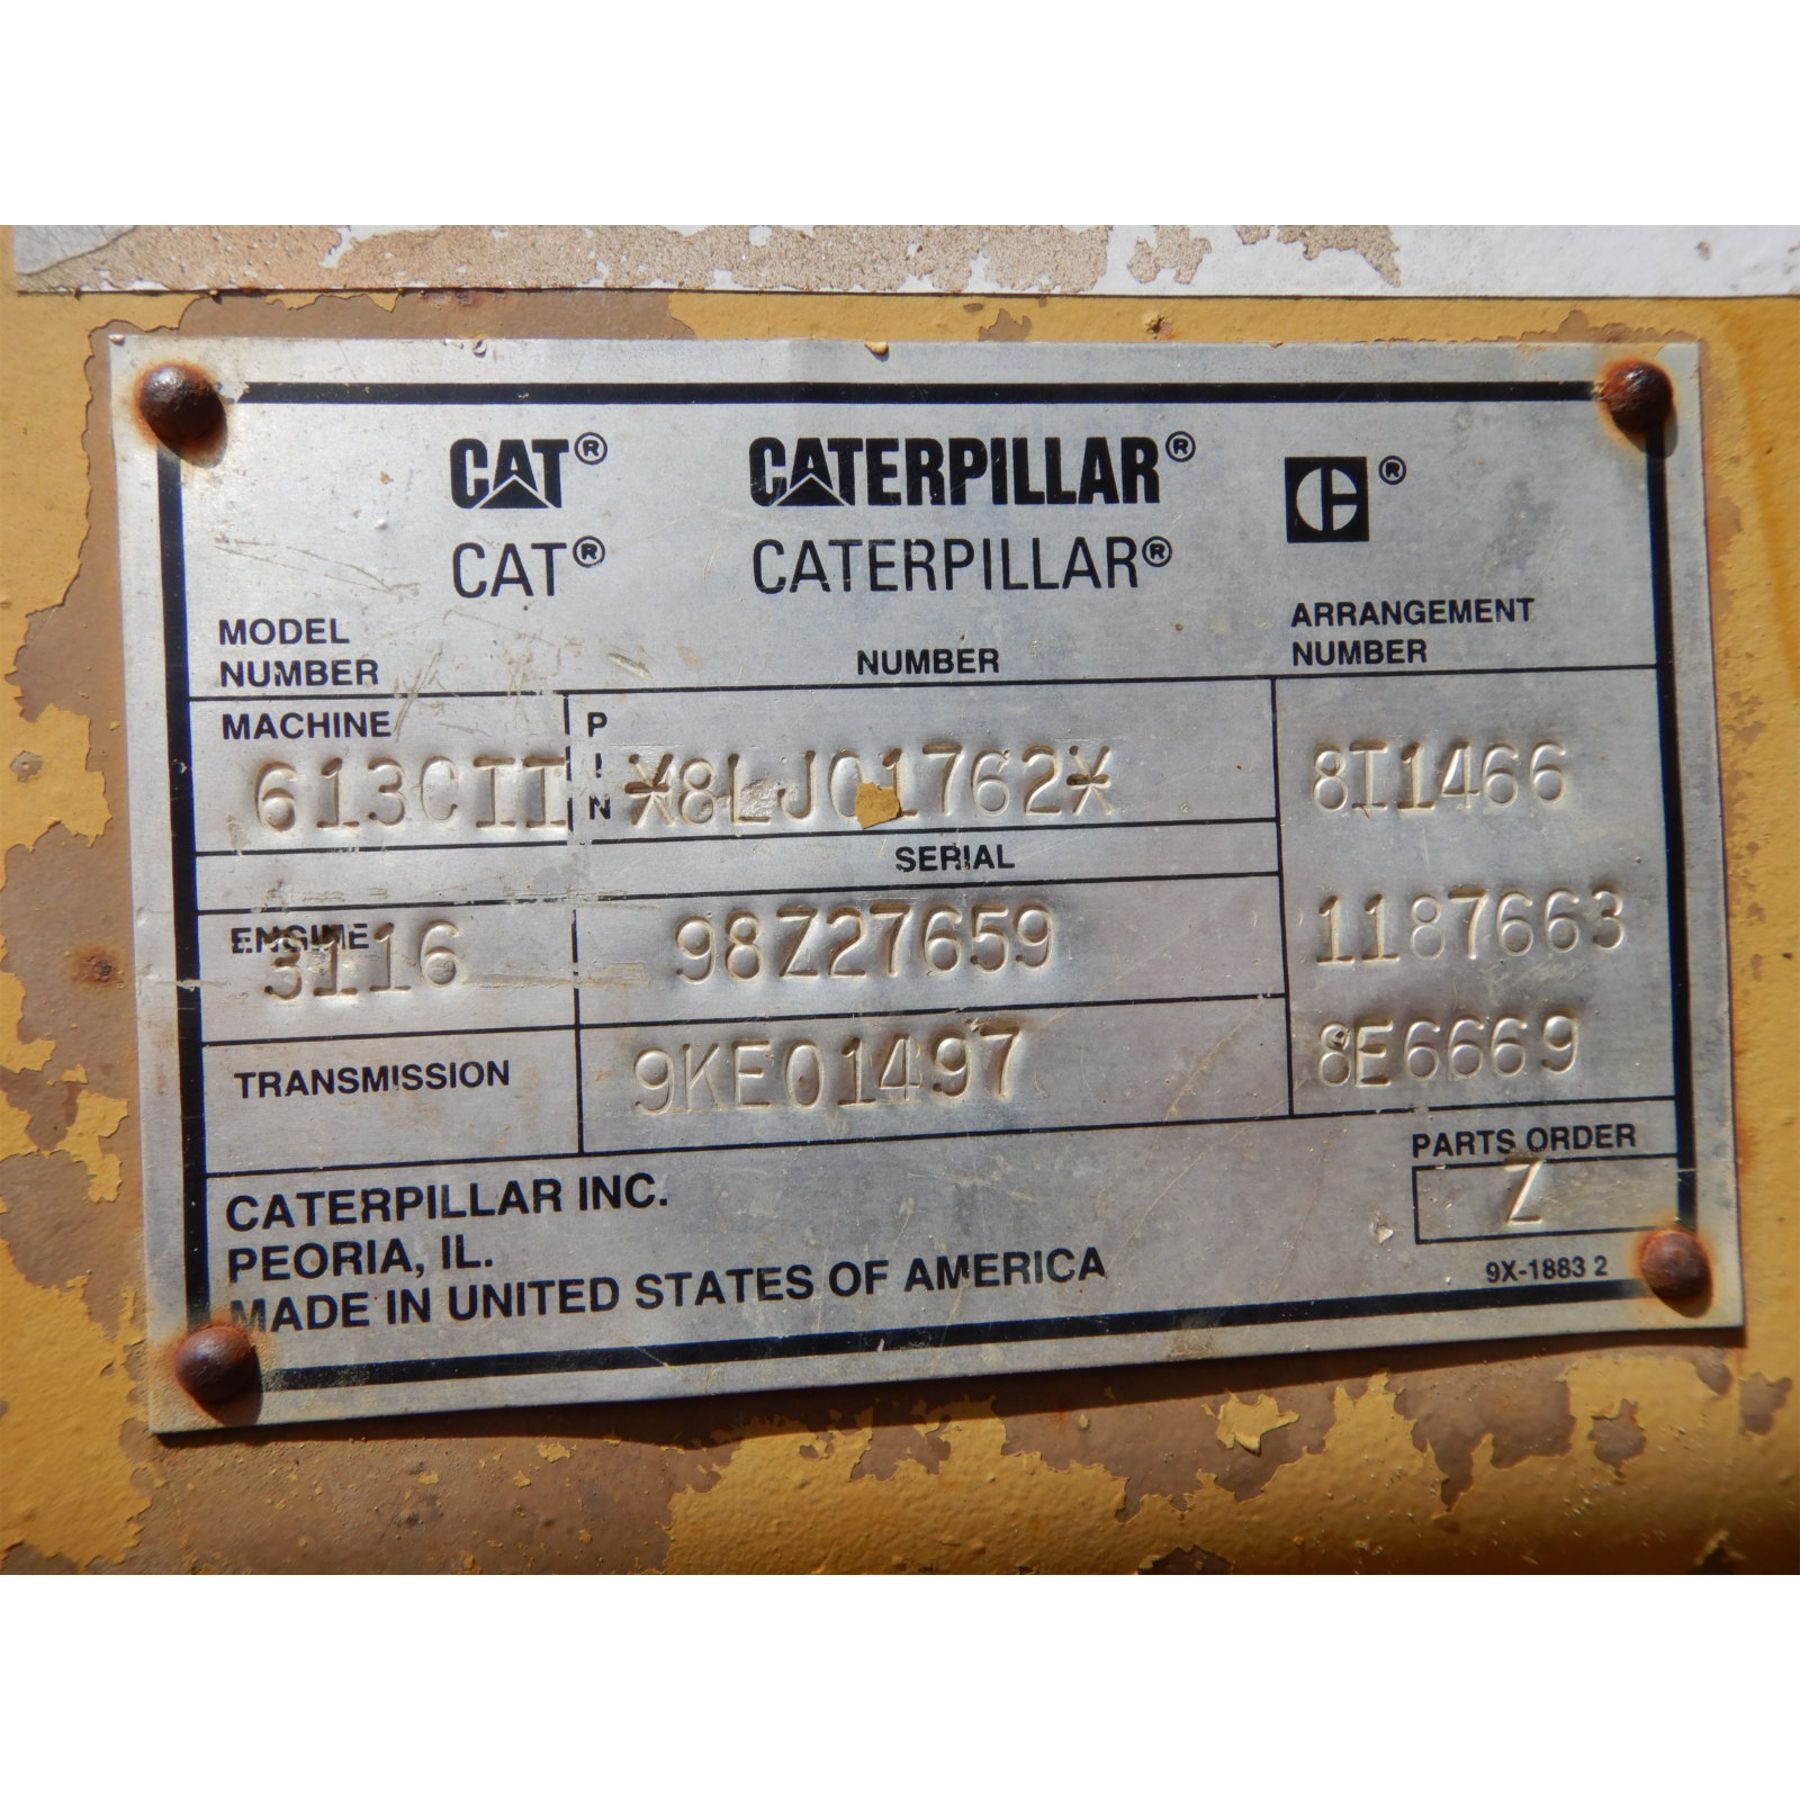 CAT® CATERPILLAR® ®
CAT® CATERPILLAR®
MODEL NUMBER NUMBER ARRANGEMENT NUMBER
MACHINE PIN
613CII *8LJ01762* 8I1466
SERIAL
ENGINE
3116 98Z27659 1187663
TRANSMISSION 9KE01497 8E6669
PARTS ORDER
Z
CATERPILLAR INC.
PEORIA, IL.
MADE IN UNITED STATES OF AMERICA
9X-1883 2